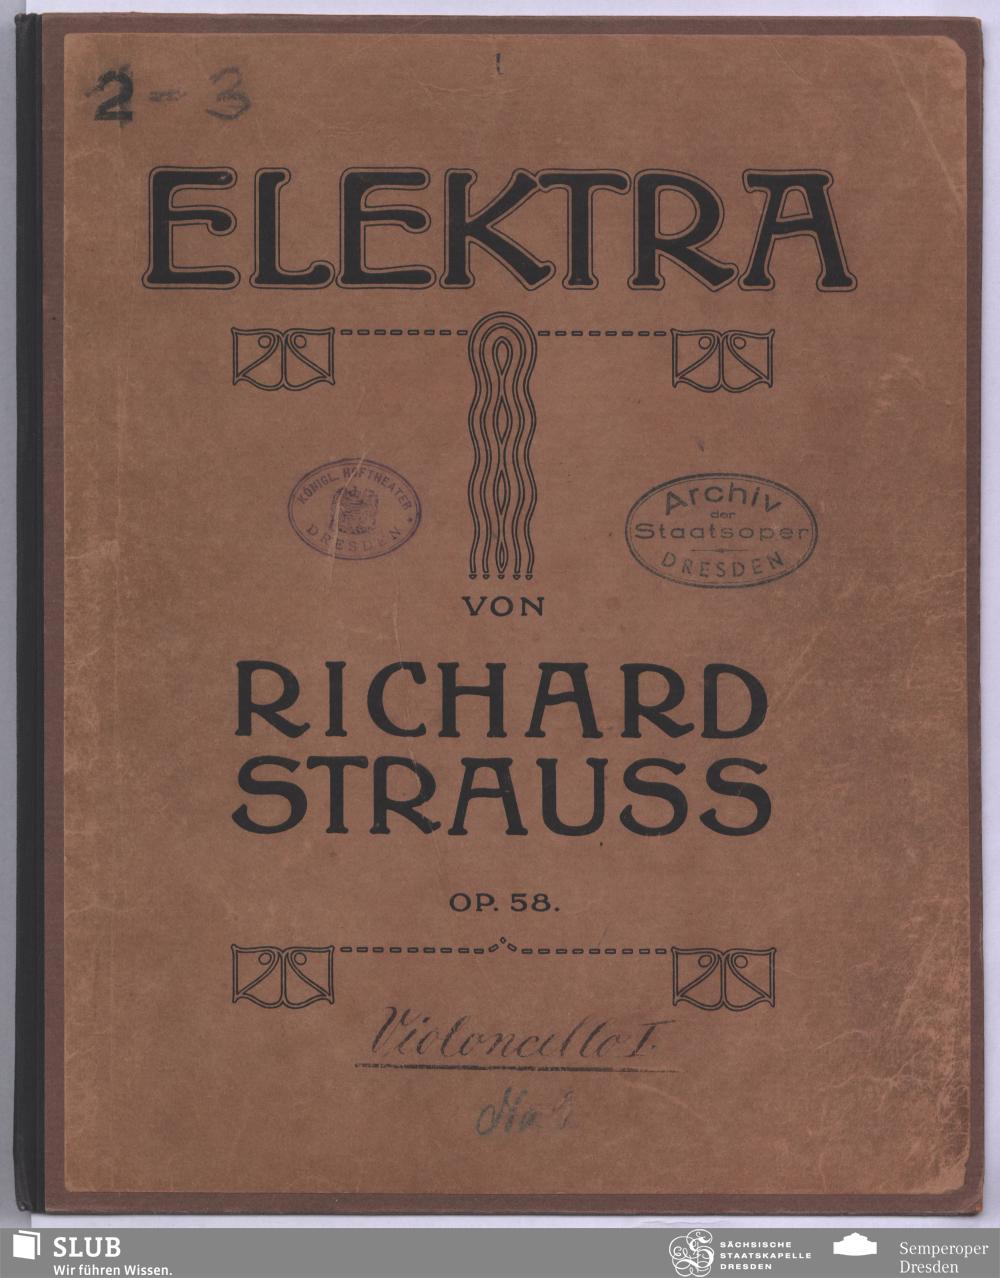 2 - 3
ELEKTRA
KÖNIGL. HOFTHEATER
DRESDEN
Archiv
der
Staatsoper
DRESDEN
VON
RICHARD
STRAUSS
OP. 58.
Violoncello I.
SLUB
Wir führen Wissen.
SÄCHSISCHE
STAATSKAPELLE
DRESDEN
Semperoper
Dresden